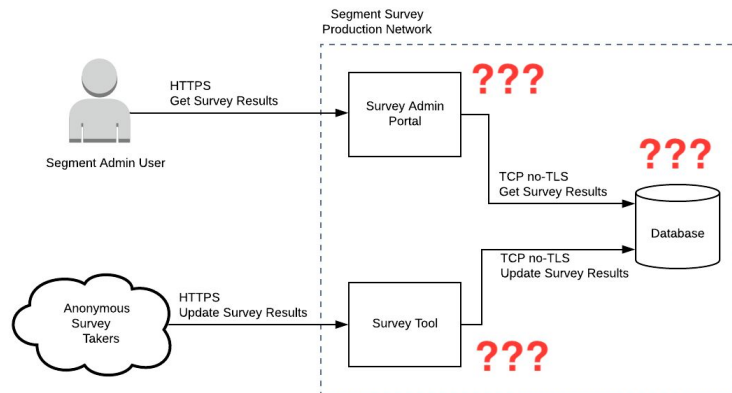 Segment Survey
Production Network
???
HTTPS
Get Survey Results
Survey Admin
Portal
???
Segment Admin User
TCP no-TLS
Get Survey Results
Database
TCP no-TLS
Update Survey Results
HTTPS
Update Survey Results
Anonymous
Survey
Takers
Survey Tool
???